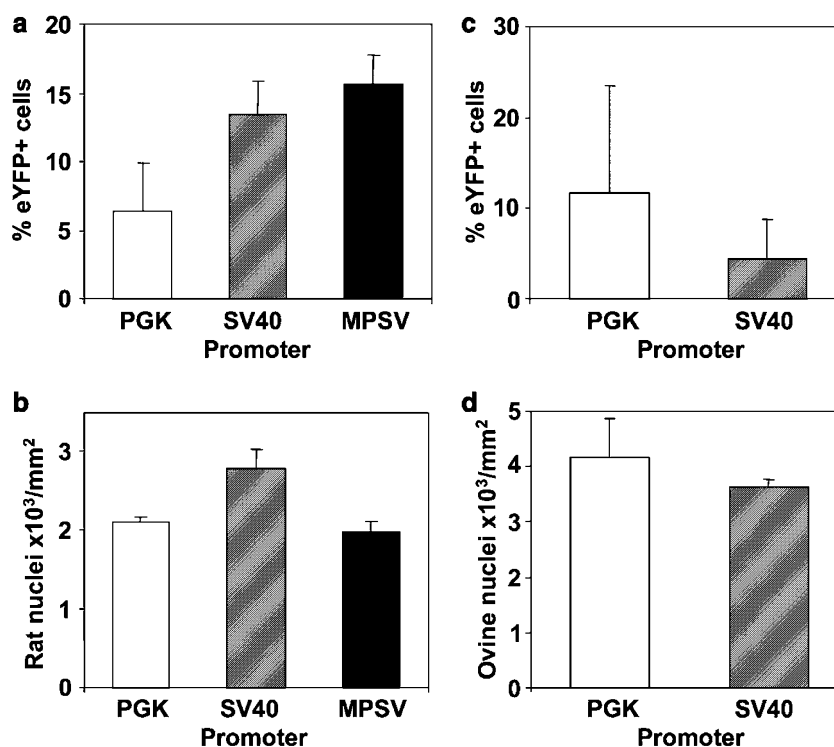 a
% eYFP+ cells
20
15
10
5
0
PGK SV40 MPSV
Promoter
c
% eYFP+ cells
30
20
10
0
PGK SV40
Promoter
b
Rat nuclei x10³/mm²
3
2
1
0
PGK SV40 MPSV
Promoter
d
Ovine nuclei x10³/mm²
5
4
3
2
1
0
PGK SV40
Promoter